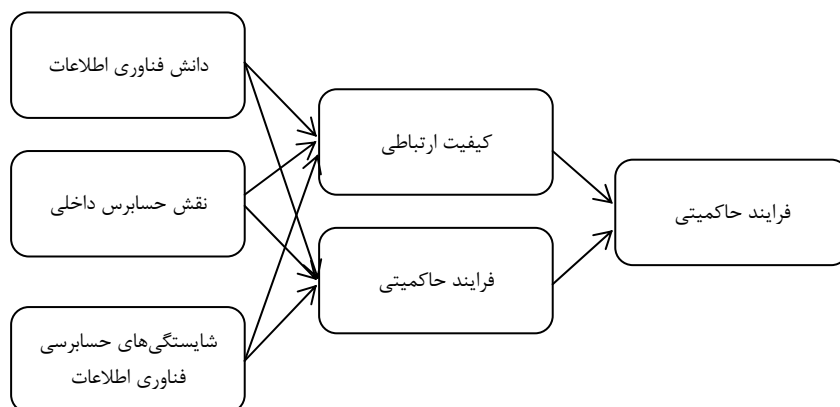 دانش فناوری اطلاعات
نقش حسابرس داخلی
شایستگی‌های حسابرسی
فناوری اطلاعات
کیفیت ارتباطی
فرایند حاکمیتی
فرایند حاکمیتی